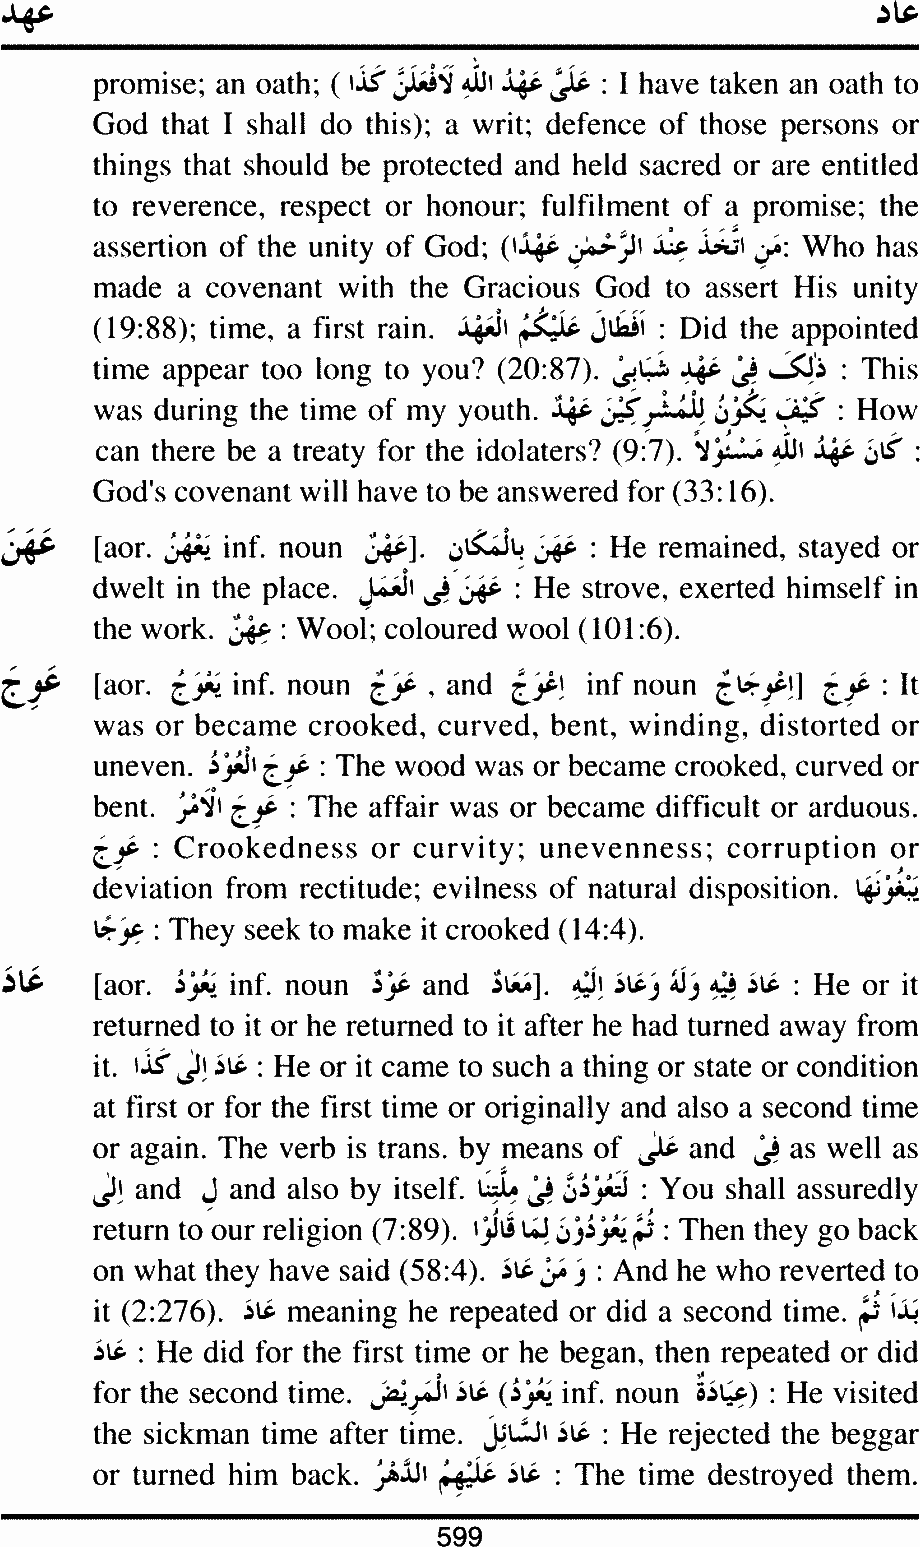 عهد عاد
promise; an oath; ( عَلَيَّ عَهْدُ اللّٰهِ لَاَفْعَلَنَّ كَذَا : I have taken an oath to
God that I shall do this); a writ; defence of those persons or
things that should be protected and held sacred or are entitled
to reverence, respect or honour; fulfilment of a promise; the
assertion of the unity of God; (مَنِ اتَّخَذَ عِنْدَ الرَّحْمٰنِ عَهْدًا: Who has
made a covenant with the Gracious God to assert His unity
(19:88); time, a first rain. اَفَطَالَ عَلَيْكُمُ الْعَهْدَ : Did the appointed
time appear too long to you? (20:87). ذٰلِكَ فِىْ عَهْدِ شَبَابِىْ : This
was during the time of my youth. كَيْفَ يَكُوْنُ لِلْمُشْرِكِيْنَ عَهْدٌ : How
can there be a treaty for the idolaters? (9:7). كَانَ عَهْدُ اللّٰهِ مَسْئُوْلاً :
God's covenant will have to be answered for (33:16).
عَهَنَ [aor. يَعْهُنُ inf. noun عَهْنٌ]. عَهَنَ بِالْمَكَانِ : He remained, stayed or
dwelt in the place. عَهَنَ فِى الْعَمَلِ : He strove, exerted himself in
the work. عِهْنٌ : Wool; coloured wool (101:6).
عَوِجَ [aor. يَعْوَجُ inf. noun عَوَجٌ , and اِعْوَجَّ inf noun اِعْوِجَاجٌ] عَوِجَ : It
was or became crooked, curved, bent, winding, distorted or
uneven. عَوِجَ الْعُوْدُ : The wood was or became crooked, curved or
bent. عَوِجَ الْاَمْرُ : The affair was or became difficult or arduous.
عَوِجَ : Crookedness or curvity; unevenness; corruption or
deviation from rectitude; evilness of natural disposition. يَبْغُوْنَهَا
عِوَجًا : They seek to make it crooked (14:4).
عَادَ [aor. يَعُوْدُ inf. noun عَوْدٌ and مَعَادٌ]. عَادَ فِيْهِ وَلَهُ وَعَادَ اِلَيْهِ : He or it
returned to it or he returned to it after he had turned away from
it. عَادَ اِلٰى كَذَا : He or it came to such a thing or state or condition
at first or for the first time or originally and also a second time
or again. The verb is trans. by means of عَلٰى and فِىْ as well as
اِلٰى and لِ and also by itself. لَتَعُوْدُنَّ فِىْ مِلَّتِنَا : You shall assuredly
return to our religion (7:89). ثُمَّ يَعُوْدُوْنَ لِمَا قَالُوْا : Then they go back
on what they have said (58:4). وَ مَنْ عَادَ : And he who reverted to
it (2:276). عَادَ meaning he repeated or did a second time. بَدَاَ ثُمَّ
عَادَ : He did for the first time or he began, then repeated or did
for the second time. عَادَ الْمَرِيْضَ (يَعُوْدُ inf. noun عِيَادَةٌ) : He visited
the sickman time after time. عَادَ السَّائِلَ : He rejected the beggar
or turned him back. عَادَ عَلَيْهِمُ الدَّهْرُ : The time destroyed them.
599